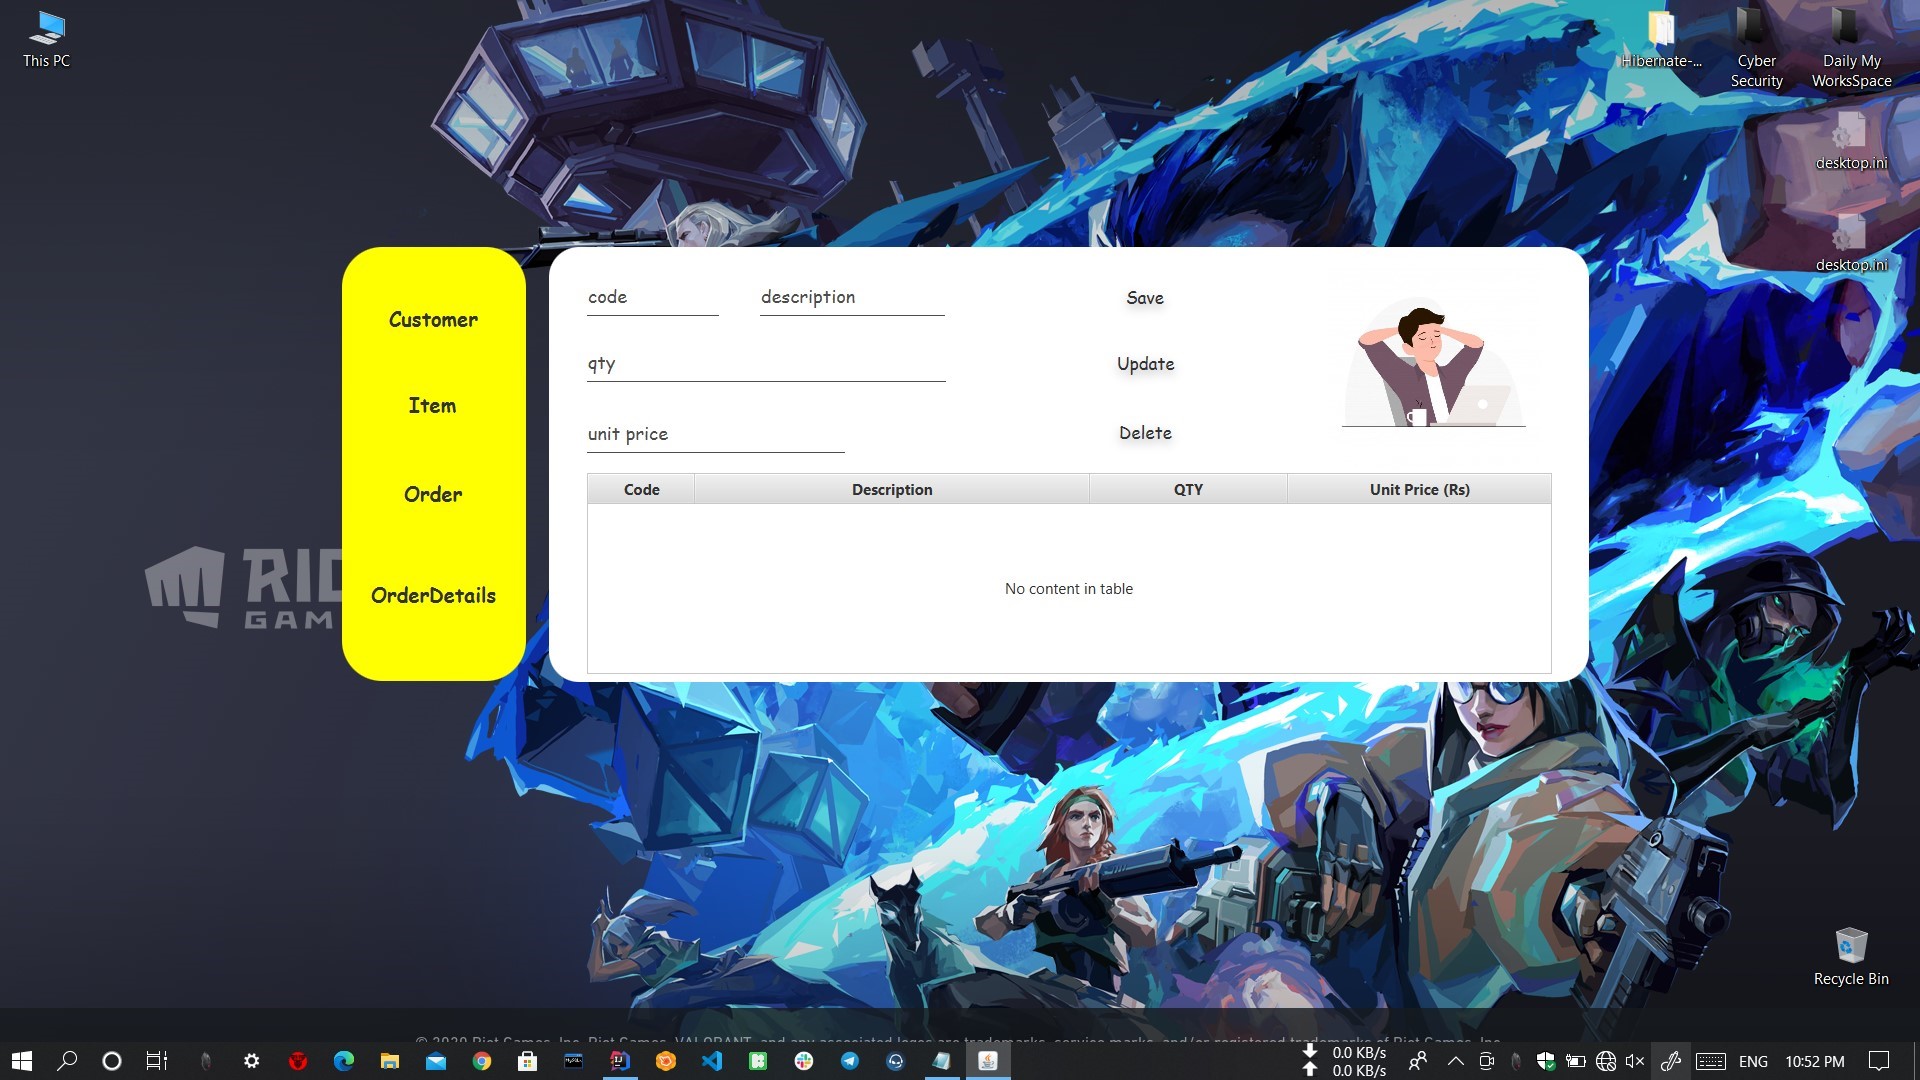 This PC
Hibernate-...
Cyber
Security
Daily My
WorksSpace
desktop.ini
desktop.ini
Customer
Item
Order
OrderDetails
code
description
Save
qty
Update
unit price
Delete
Code
Description
QTY
Unit Price (Rs)
No content in table
GAM
Recycle Bin
© 2020 Riot Games, Inc. Riot Games, VALORANT, and any associated logos are trademarks, service marks, and/or registered trademarks of Riot Games, Inc.
0.0 KB/s
0.0 KB/s
ENG
10:52 PM